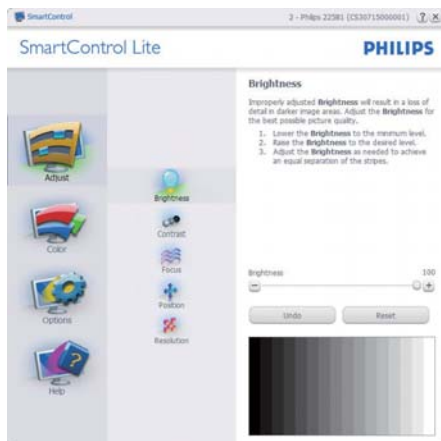 SmartControl
2 - Philips 225B1 (CS30715000001)
SmartControl Lite
PHILIPS
Adjust
Color
Options
Help
Brightness
Contrast
Focus
Position
Resolution
Brightness
Improperly adjusted Brightness will result in a loss of
detail in darker image areas. Adjust the Brightness for
the best possible picture quality.
1. Lower the Brightness to the minimum level.
2. Raise the Brightness to the desired level.
3. Adjust the Brightness as needed to achieve
an equal separation of the stripes.
Brightness 100
Undo Reset